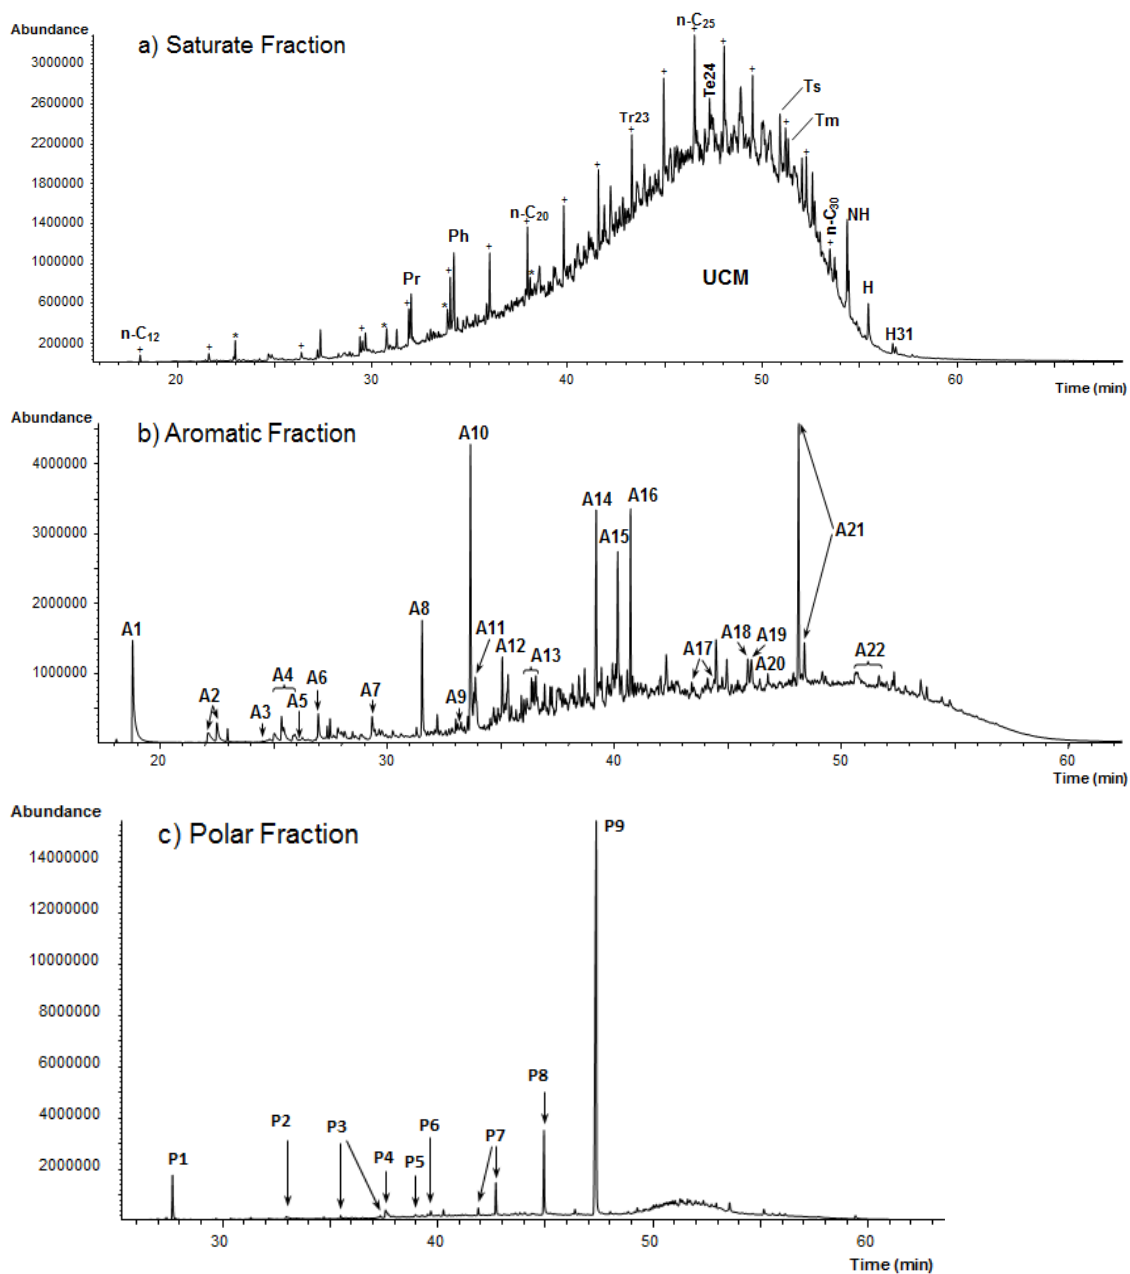 Abundance
a) Saturate Fraction
3000000
2600000
2200000
1800000
1400000
1000000
600000
200000
n-C12
+
+
*
+
+
*
+
Pr
*
+
Ph
+
n-C20
+
*
+
+
Tr23
+
+
n-C25
+
Te24
+
+
Ts
+
Tm
+
n-C30
+
NH
H
H31
UCM
20
30
40
50
60
Time (min)
Abundance
b) Aromatic Fraction
4000000
3000000
2000000
1000000
A1
A2
A3
A4
A5
A6
A7
A8
A9
A10
A11
A12
A13
A14
A15
A16
A17
A18
A19
A20
A21
A22
20
30
40
50
60
Time (min)
Abundance
c) Polar Fraction
14000000
12000000
10000000
8000000
6000000
4000000
2000000
P1
P2
P3
P4
P5
P6
P7
P8
P9
30
40
50
60
Time (min)